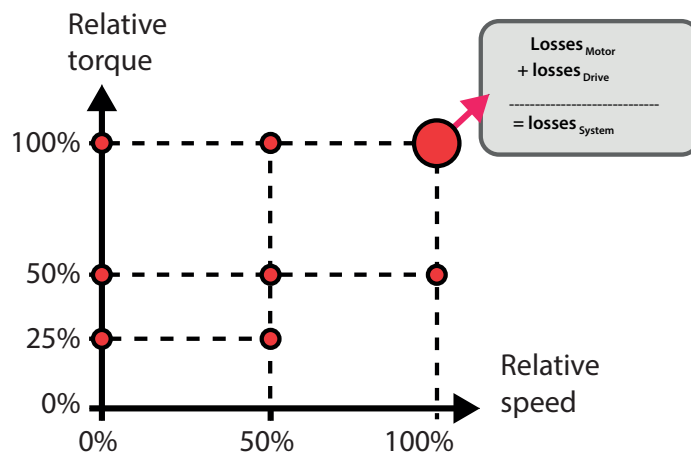 Relative
torque
Losses Motor
+ losses Drive
------------------------------
= losses System
100%
50%
25%
0%
Relative
speed
0%
50%
100%